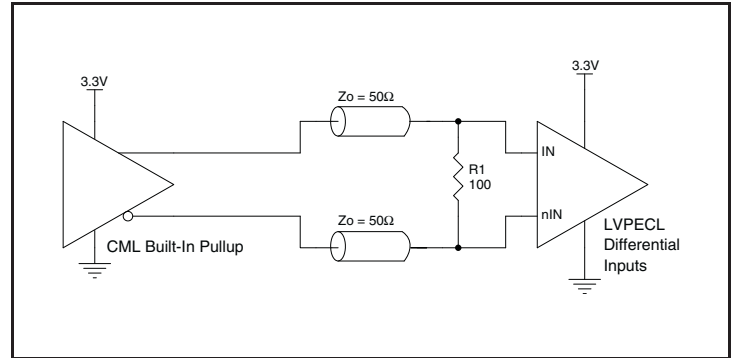 3.3V
3.3V
Zo = 50Ω
IN
R1
100
Zo = 50Ω
nIN
CML Built-In Pullup
LVPECL
Differential
Inputs